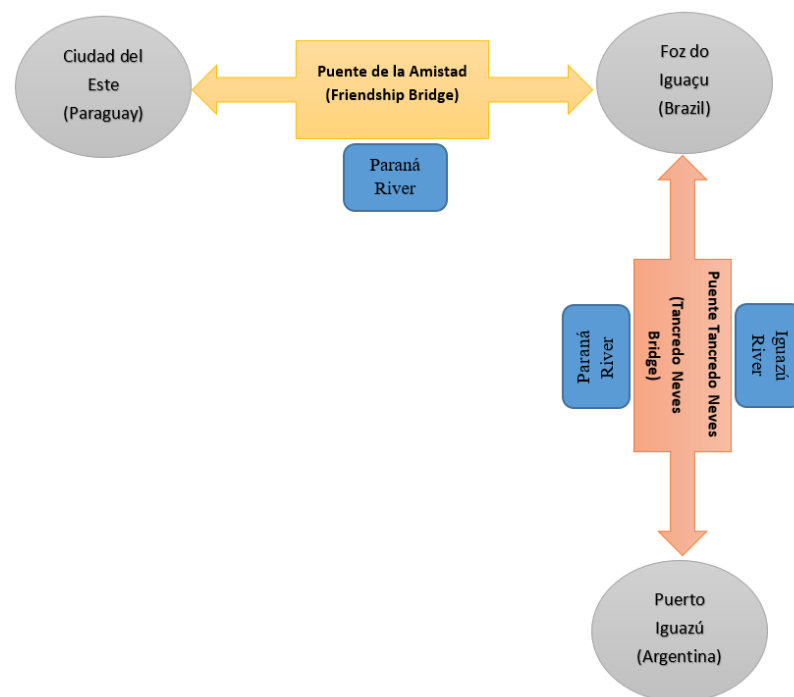 Ciudad del
Este
(Paraguay)
Puente de la Amistad
(Friendship Bridge)
Foz do
Iguaçu
(Brazil)
Paraná
River
Paraná
River
Puente Tancredo Neves
(Tancredo Neves
Bridge)
Iguazú
River
Puerto
Iguazú
(Argentina)